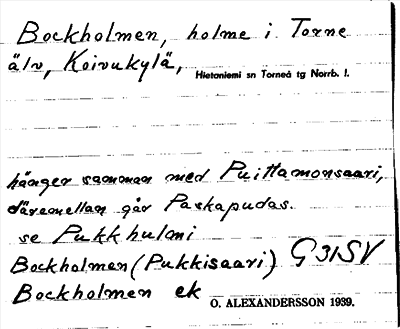 Bockholmen, holme i Torne
älv, Koivukylä, Hietaniemi sn Torneå tg Norrb. l.
hänger samman med Puittamonsaari,
däremellan går Paskapudas.
se Pukkhulmi
Bockholmen (Pukkisaari) G31SV
Bockholmen ek O. ALEXANDERSSON 1939.